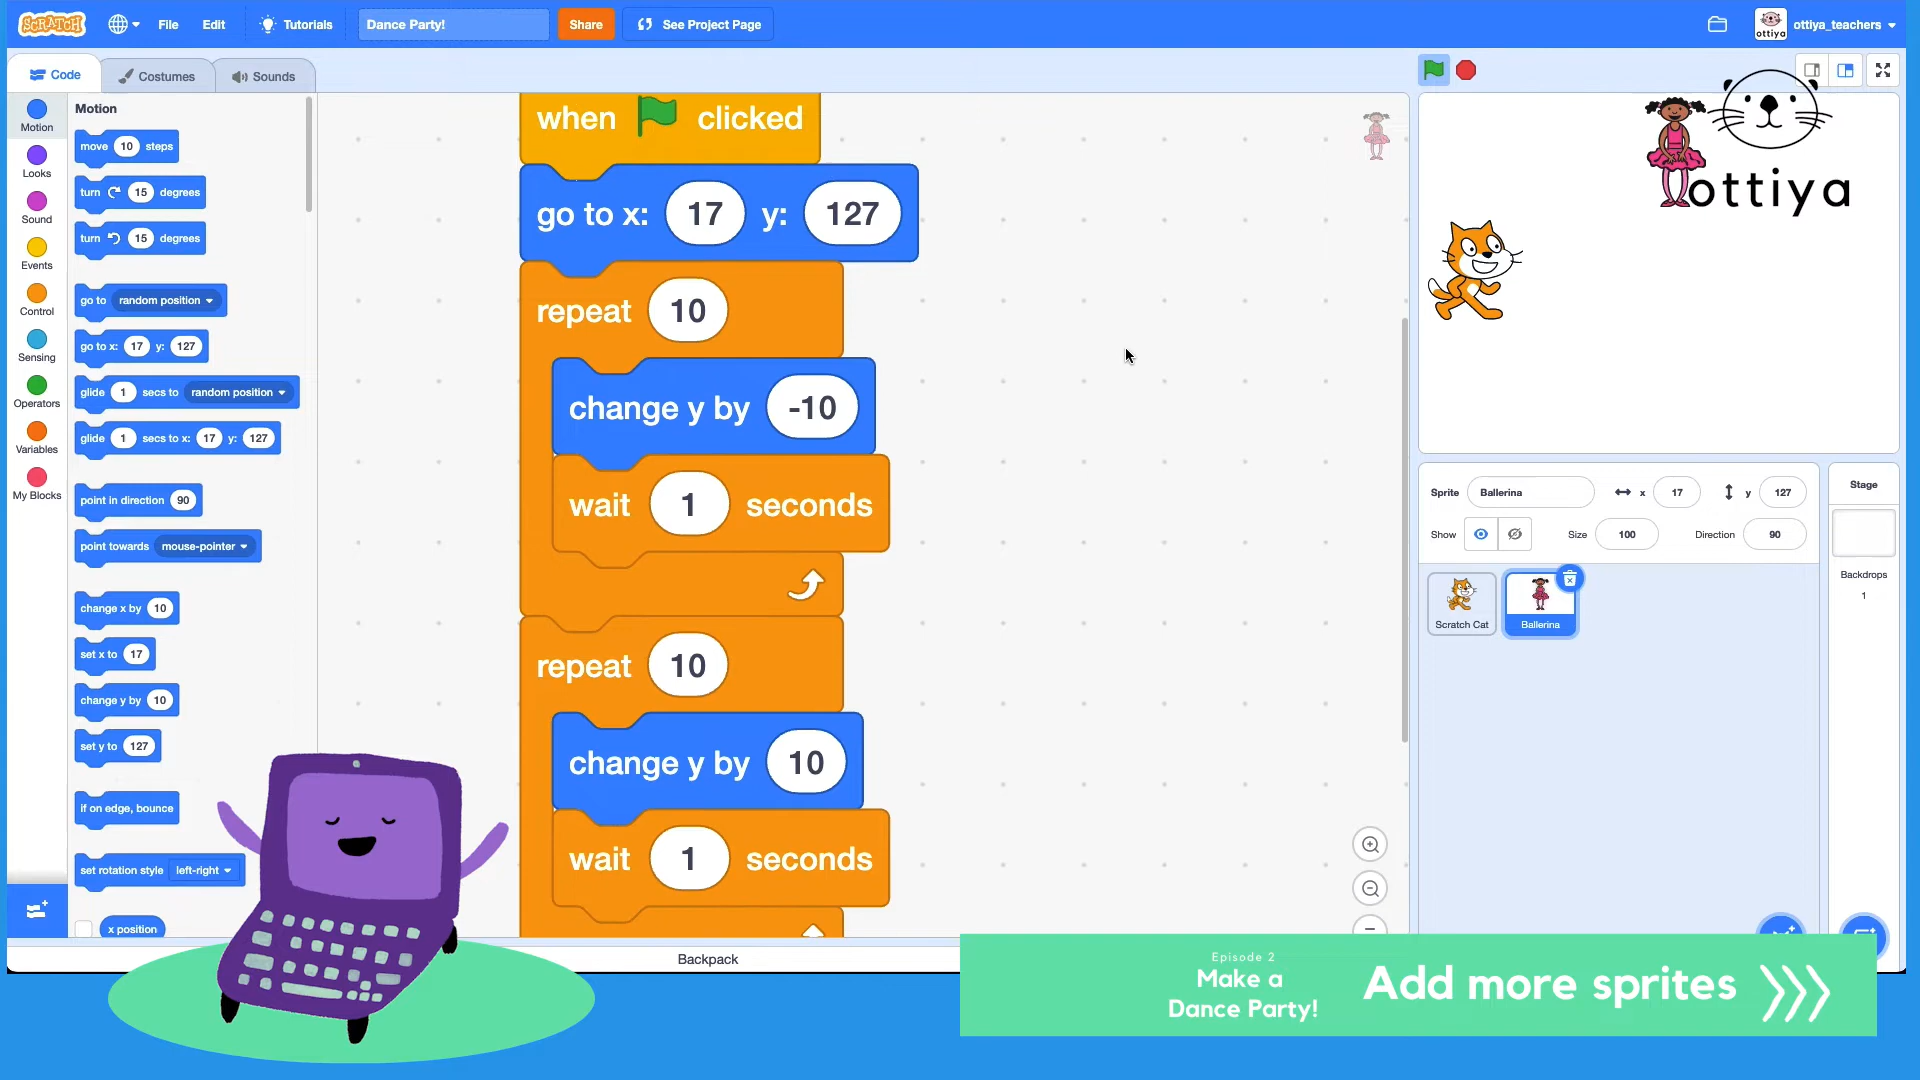 SCRATCH File Edit Tutorials Dance Party! Share See Project Page ottiya ottiya_teachers
Code Costumes Sounds
Motion
Looks
Sound
Events
Control
Sensing
Operators
Variables
My Blocks
Motion
move 10 steps
turn 15 degrees
turn 15 degrees
go to random position
go to x: 17 y: 127
glide 1 secs to random position
glide 1 secs to x: 17 y: 127
point in direction 90
point towards mouse-pointer
change x by 10
set x to 17
change y by 10
set y to 127
if on edge, bounce
set rotation style left-right
x position
when clicked
go to x: 17 y: 127
repeat 10
change y by -10
wait 1 seconds
repeat 10
change y by 10
wait 1 seconds
Backpack
ottiya
Sprite Ballerina x 17 y 127
Show Size 100 Direction 90
Scratch Cat Ballerina
Stage
Backdrops
1
Episode 2
Make a
Dance Party!
Add more sprites